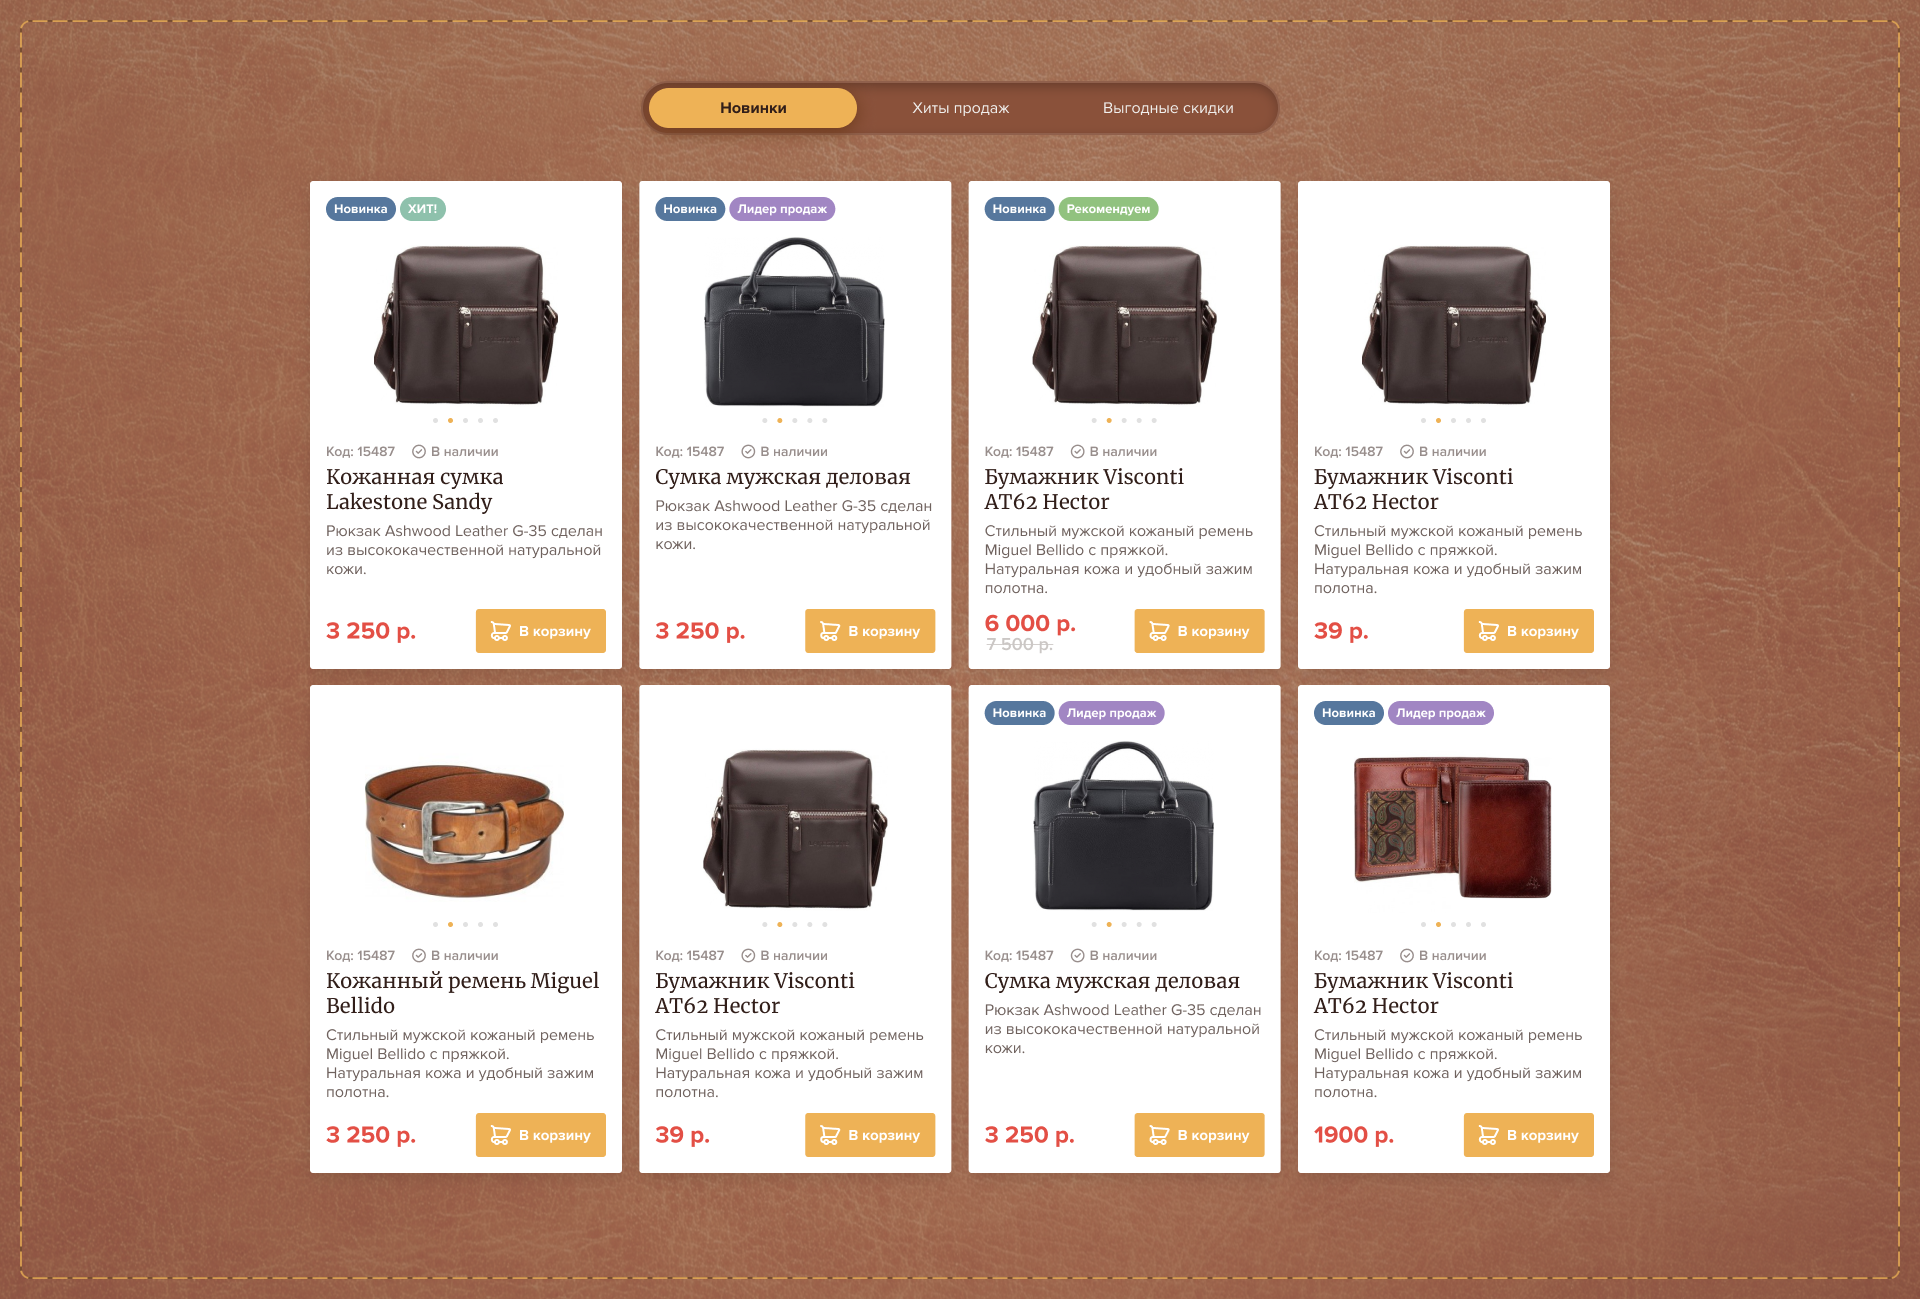 Новинки
Хиты продаж
Выгодные скидки
Новинка
ХИТ!
Код: 15487
В наличии
Кожанная сумка
Lakestone Sandy
Рюкзак Ashwood Leather G-35 сделан
из высококачественной натуральной
кожи.
3 250 р.
В корзину
Новинка
Лидер продаж
Код: 15487
В наличии
Сумка мужская деловая
Рюкзак Ashwood Leather G-35 сделан
из высококачественной натуральной
кожи.
3 250 р.
В корзину
Новинка
Рекомендуем
Код: 15487
В наличии
Бумажник Visconti
AT62 Hector
Стильный мужской кожаный ремень
Miguel Bellido с пряжкой.
Натуральная кожа и удобный зажим
полотна.
6 000 р.
7 500 р.
В корзину
Код: 15487
В наличии
Бумажник Visconti
AT62 Hector
Стильный мужской кожаный ремень
Miguel Bellido с пряжкой.
Натуральная кожа и удобный зажим
полотна.
39 р.
В корзину
Код: 15487
В наличии
Кожанный ремень Miguel
Bellido
Стильный мужской кожаный ремень
Miguel Bellido с пряжкой.
Натуральная кожа и удобный зажим
полотна.
3 250 р.
В корзину
Код: 15487
В наличии
Бумажник Visconti
AT62 Hector
Стильный мужской кожаный ремень
Miguel Bellido с пряжкой.
Натуральная кожа и удобный зажим
полотна.
39 р.
В корзину
Новинка
Лидер продаж
Код: 15487
В наличии
Сумка мужская деловая
Рюкзак Ashwood Leather G-35 сделан
из высококачественной натуральной
кожи.
3 250 р.
В корзину
Новинка
Лидер продаж
Код: 15487
В наличии
Бумажник Visconti
AT62 Hector
Стильный мужской кожаный ремень
Miguel Bellido с пряжкой.
Натуральная кожа и удобный зажим
полотна.
1900 р.
В корзину